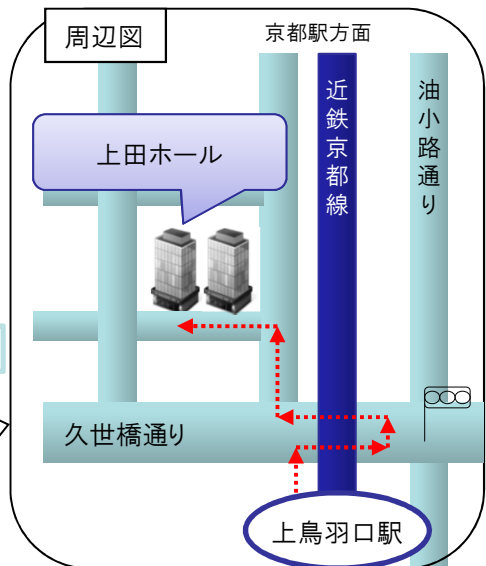 周辺図
京都駅方面
近鉄京都線
油小路通り
上田ホール
久世橋通り
上鳥羽口駅